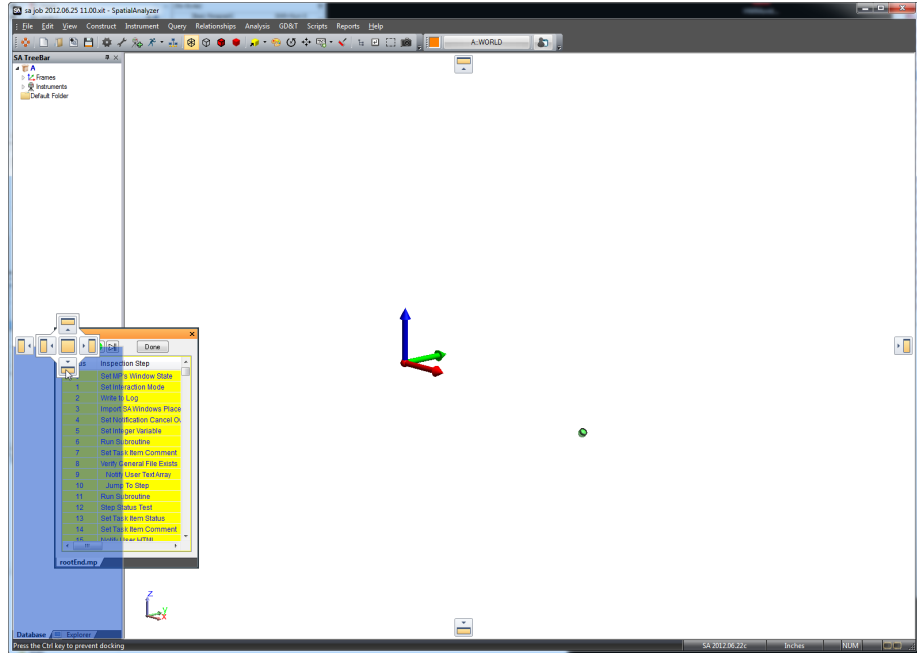 sa job 2012.06.25 11.00.xit - SpatialAnalyzer
File Edit View Construct Instrument Query Relationships Analysis GD&T Scripts Reports Help
A::WORLD
SA TreeBar
A
Frames
Instruments
Default Folder
Done
Inspection Step
Set MP's Window State
1 Set Interaction Mode
2 Write to Log
3 Import SA Windows Place
4 Set Notification Cancel Ov
5 Set Integer Variable
6 Run Subroutine
7 Set Task Item Comment
8 Verify General File Exists
9 Notify User Text Array
10 Jump To Step
11 Run Subroutine
12 Step Status Test
13 Set Task Item Status
14 Set Task Item Comment
15 Notify User HTML
rootEnd.mp
Z
Y
X
Database Explorer
Press the Ctrl key to prevent docking
SA 2012.06.22c Inches NUM